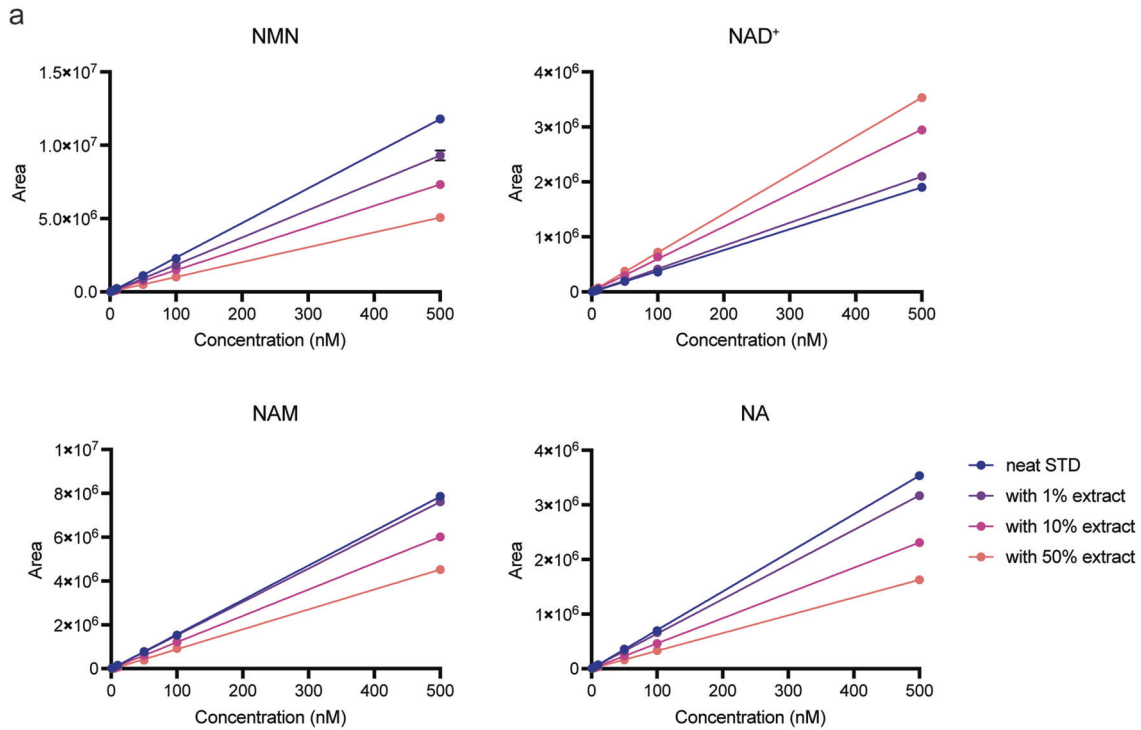 a
NMN
1.5×10⁷
1.0×10⁷
5.0×10⁶
0.0
Area
0 100 200 300 400 500
Concentration (nM)
NAD⁺
4×10⁶
3×10⁶
2×10⁶
1×10⁶
0
Area
0 100 200 300 400 500
Concentration (nM)
NAM
1×10⁷
8×10⁶
6×10⁶
4×10⁶
2×10⁶
0
Area
0 100 200 300 400 500
Concentration (nM)
NA
4×10⁶
3×10⁶
2×10⁶
1×10⁶
0
Area
0 100 200 300 400 500
Concentration (nM)
neat STD
with 1% extract
with 10% extract
with 50% extract